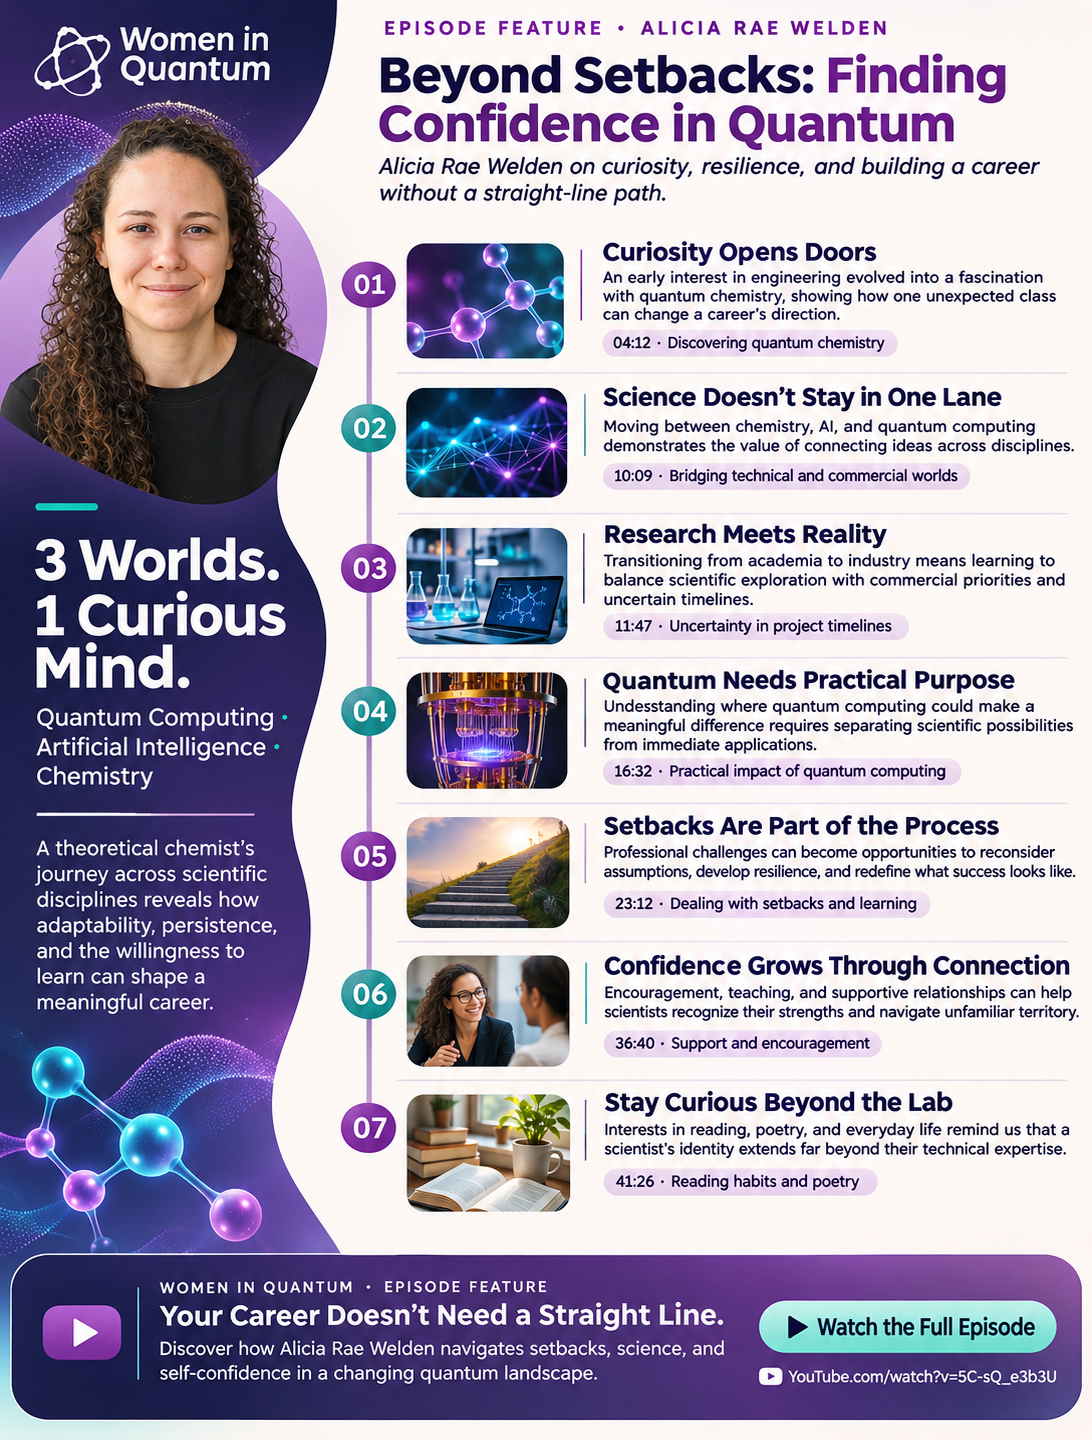 Women in
Quantum
EPISODE FEATURE • ALICIA RAE WELDEN
Beyond Setbacks: Finding
Confidence in Quantum
Alicia Rae Welden on curiosity, resilience, and building a career
without a straight-line path.
3 Worlds.
1 Curious
Mind.
Quantum Computing •
Artificial Intelligence •
Chemistry
A theoretical chemist's
journey across scientific
disciplines reveals how
adaptability, persistence,
and the willingness to
learn can shape a
meaningful career.
01
Curiosity Opens Doors
An early interest in engineering evolved into a fascination
with quantum chemistry, showing how one unexpected class
can change a career's direction.
04:12 · Discovering quantum chemistry
02
Science Doesn't Stay in One Lane
Moving between chemistry, AI, and quantum computing
demonstrates the value of connecting ideas across disciplines.
10:09 · Bridging technical and commercial worlds
03
Research Meets Reality
Transitioning from academia to industry means learning to
balance scientific exploration with commercial priorities and
uncertain timelines.
11:47 · Uncertainty in project timelines
04
Quantum Needs Practical Purpose
Undesstanding where quantum computing could make a
meaningful difference requires separating scientific possibilities
from immediate applications.
16:32 · Practical impact of quantum computing
05
Setbacks Are Part of the Process
Professional challenges can become opportunities to reconsider
assumptions, develop resilience, and redefine what success looks like.
23:12 · Dealing with setbacks and learning
06
Confidence Grows Through Connection
Encouragement, teaching, and supportive relationships can help
scientists recognize their strengths and navigate unfamiliar territory.
36:40 · Support and encouragement
07
Stay Curious Beyond the Lab
Interests in reading, poetry, and everyday life remind us that a
scientist's identity extends far beyond their technical expertise.
41:26 · Reading habits and poetry
WOMEN IN QUANTUM • EPISODE FEATURE
Your Career Doesn't Need a Straight Line.
Discover how Alicia Rae Welden navigates setbacks, science, and
self-confidence in a changing quantum landscape.
Watch the Full Episode
YouTube.com/watch?v=5C-sQ_e3b3U